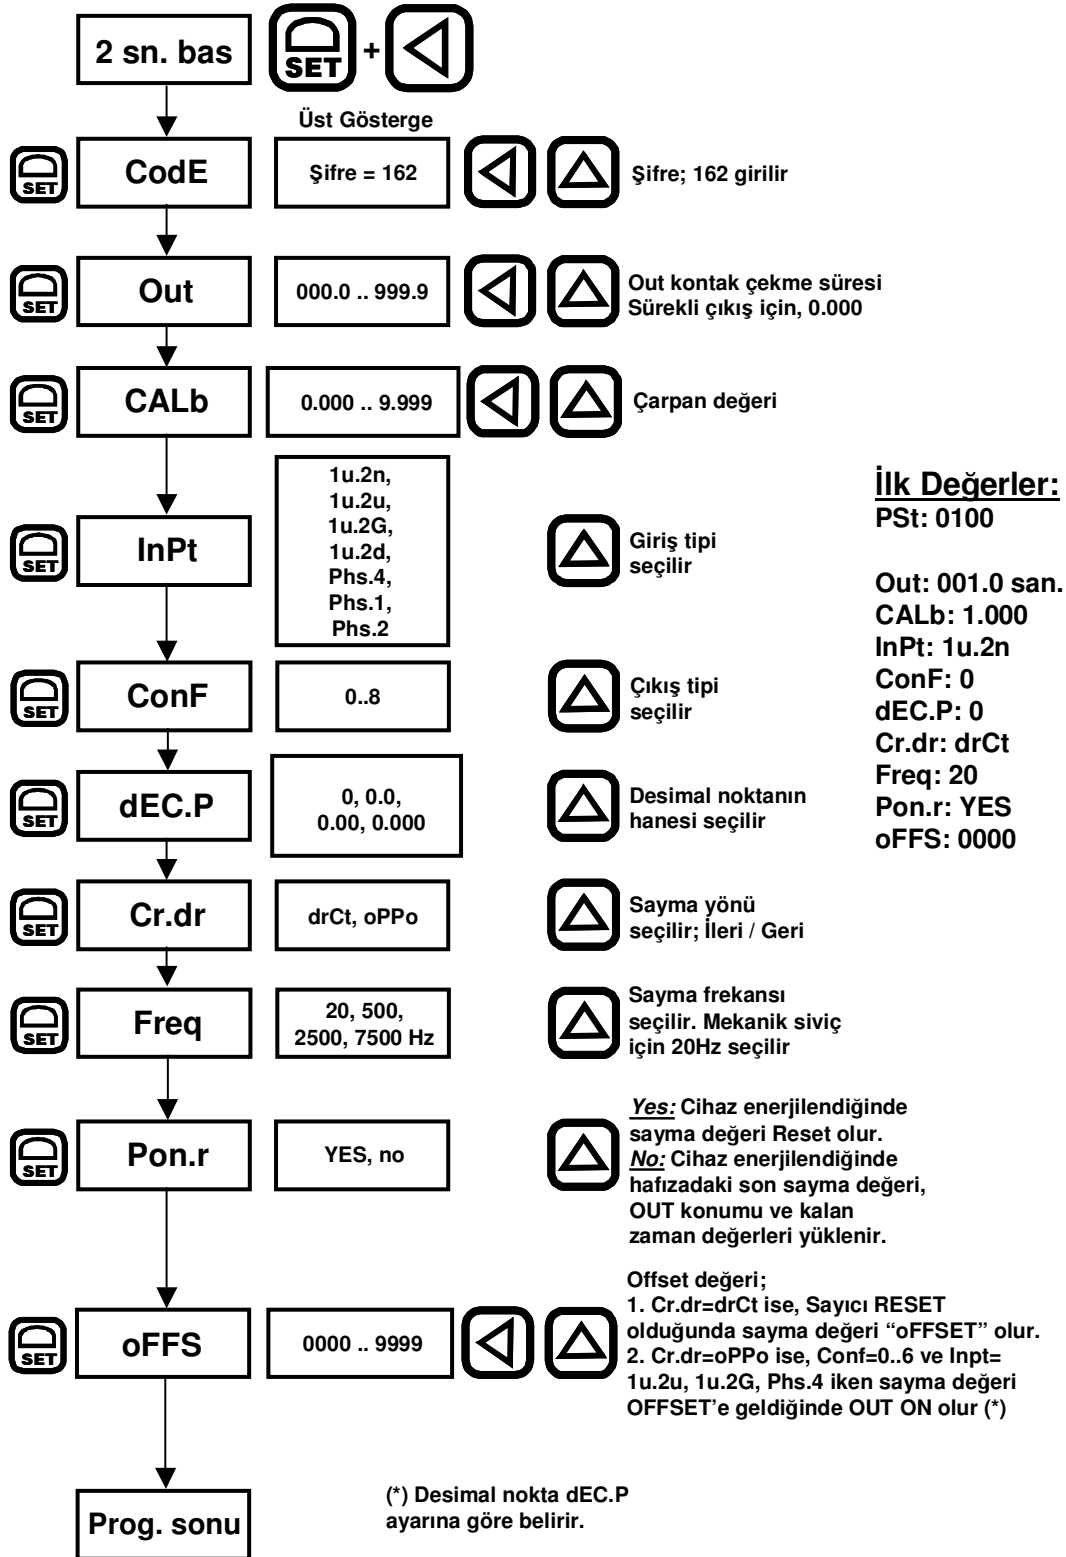 2 sn. bas
SET
+
Üst Gösterge
SET
CodE
Şifre = 162
Şifre; 162 girilir
SET
Out
000.0 .. 999.9
Out kontak çekme süresi
Sürekli çıkış için, 0.000
SET
CALb
0.000 .. 9.999
Çarpan değeri
SET
InPt
1u.2n,
1u.2u,
1u.2G,
1u.2d,
Phs.4,
Phs.1,
Phs.2
Giriş tipi
seçilir
SET
ConF
0..8
Çıkış tipi
seçilir
SET
dEC.P
0, 0.0,
0.00, 0.000
Desimal noktanın
hanesi seçilir
SET
Cr.dr
drCt, oPPo
Sayma yönü
seçilir; İleri / Geri
SET
Freq
20, 500,
2500, 7500 Hz
Sayma frekansı
seçilir. Mekanik siviç
için 20Hz seçilir
SET
Pon.r
YES, no
Yes: Cihaz enerjilendiğinde
sayma değeri Reset olur.
No: Cihaz enerjilendiğinde
hafızadaki son sayma değeri,
OUT konumu ve kalan
zaman değerleri yüklenir.
SET
oFFS
0000 .. 9999
Offset değeri;
1. Cr.dr=drCt ise, Sayıcı RESET
olduğunda sayma değeri “oFFSET” olur.
2. Cr.dr=oPPo ise, Conf=0..6 ve Inpt=
1u.2u, 1u.2G, Phs.4 iken sayma değeri
OFFSET’e geldiğinde OUT ON olur (*)
Prog. sonu
(*) Desimal nokta dEC.P
ayarına göre belirir.
İlk Değerler:
PSt: 0100
Out: 001.0 san.
CALb: 1.000
InPt: 1u.2n
ConF: 0
dEC.P: 0
Cr.dr: drCt
Freq: 20
Pon.r: YES
oFFS: 0000